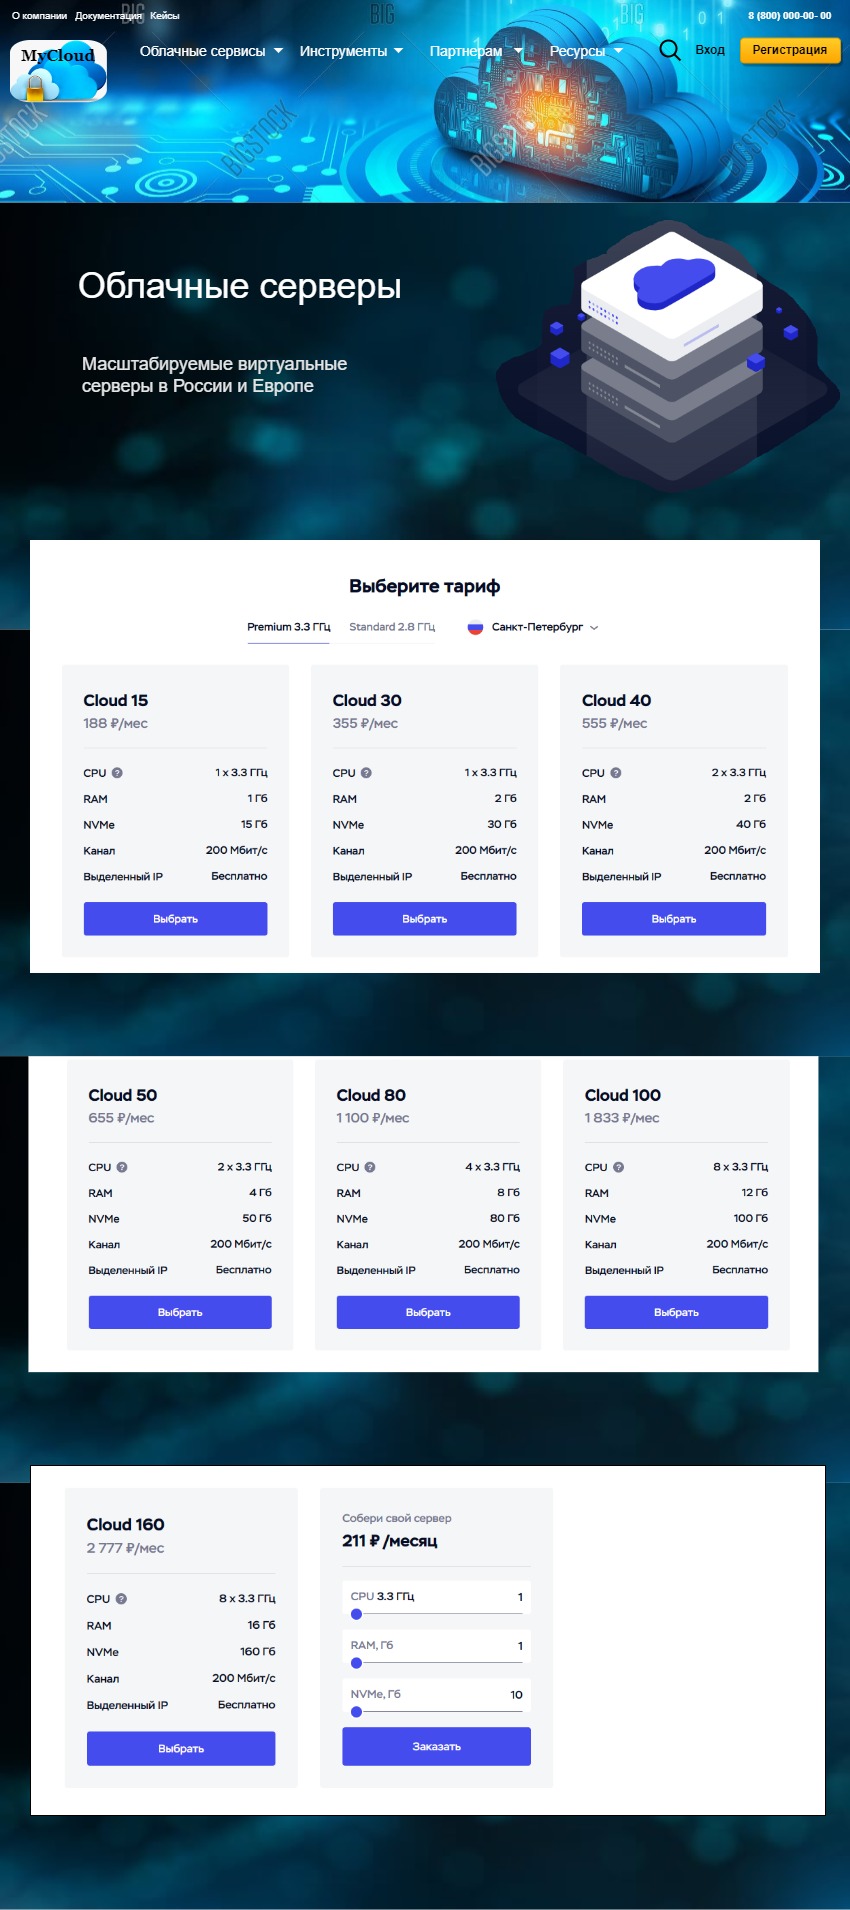 О компании Документация Кейсы
8 (800) 000-00- 00
BIG BIG BIG
MyCloud
Облачные сервисы Инструменты Партнерам Ресурсы Вход Регистрация
BIGSTOCK BIGSTOCK BIGSTOCK
Облачные серверы
Масштабируемые виртуальные
серверы в России и Европе
Выберите тариф
Premium 3.3 ГГц Standard 2.8 ГГц Санкт-Петербург
Cloud 15
188 ₽/мес
CPU ? 1 x 3.3 ГГц
RAM 1 Гб
NVMe 15 Гб
Канал 200 Мбит/с
Выделенный IP Бесплатно
Выбрать
Cloud 30
355 ₽/мес
CPU ? 1 x 3.3 ГГц
RAM 2 Гб
NVMe 30 Гб
Канал 200 Мбит/с
Выделенный IP Бесплатно
Выбрать
Cloud 40
555 ₽/мес
CPU ? 2 x 3.3 ГГц
RAM 2 Гб
NVMe 40 Гб
Канал 200 Мбит/с
Выделенный IP Бесплатно
Выбрать
Cloud 50
655 ₽/мес
CPU ? 2 x 3.3 ГГц
RAM 4 Гб
NVMe 50 Гб
Канал 200 Мбит/с
Выделенный IP Бесплатно
Выбрать
Cloud 80
1 100 ₽/мес
CPU ? 4 x 3.3 ГГц
RAM 8 Гб
NVMe 80 Гб
Канал 200 Мбит/с
Выделенный IP Бесплатно
Выбрать
Cloud 100
1 833 ₽/мес
CPU ? 8 x 3.3 ГГц
RAM 12 Гб
NVMe 100 Гб
Канал 200 Мбит/с
Выделенный IP Бесплатно
Выбрать
Cloud 160
2 777 ₽/мес
CPU ? 8 x 3.3 ГГц
RAM 16 Гб
NVMe 160 Гб
Канал 200 Мбит/с
Выделенный IP Бесплатно
Выбрать
Собери свой сервер
211 ₽ /месяц
CPU 3.3 ГГц 1
RAM, Гб 1
NVMe, Гб 10
Заказать